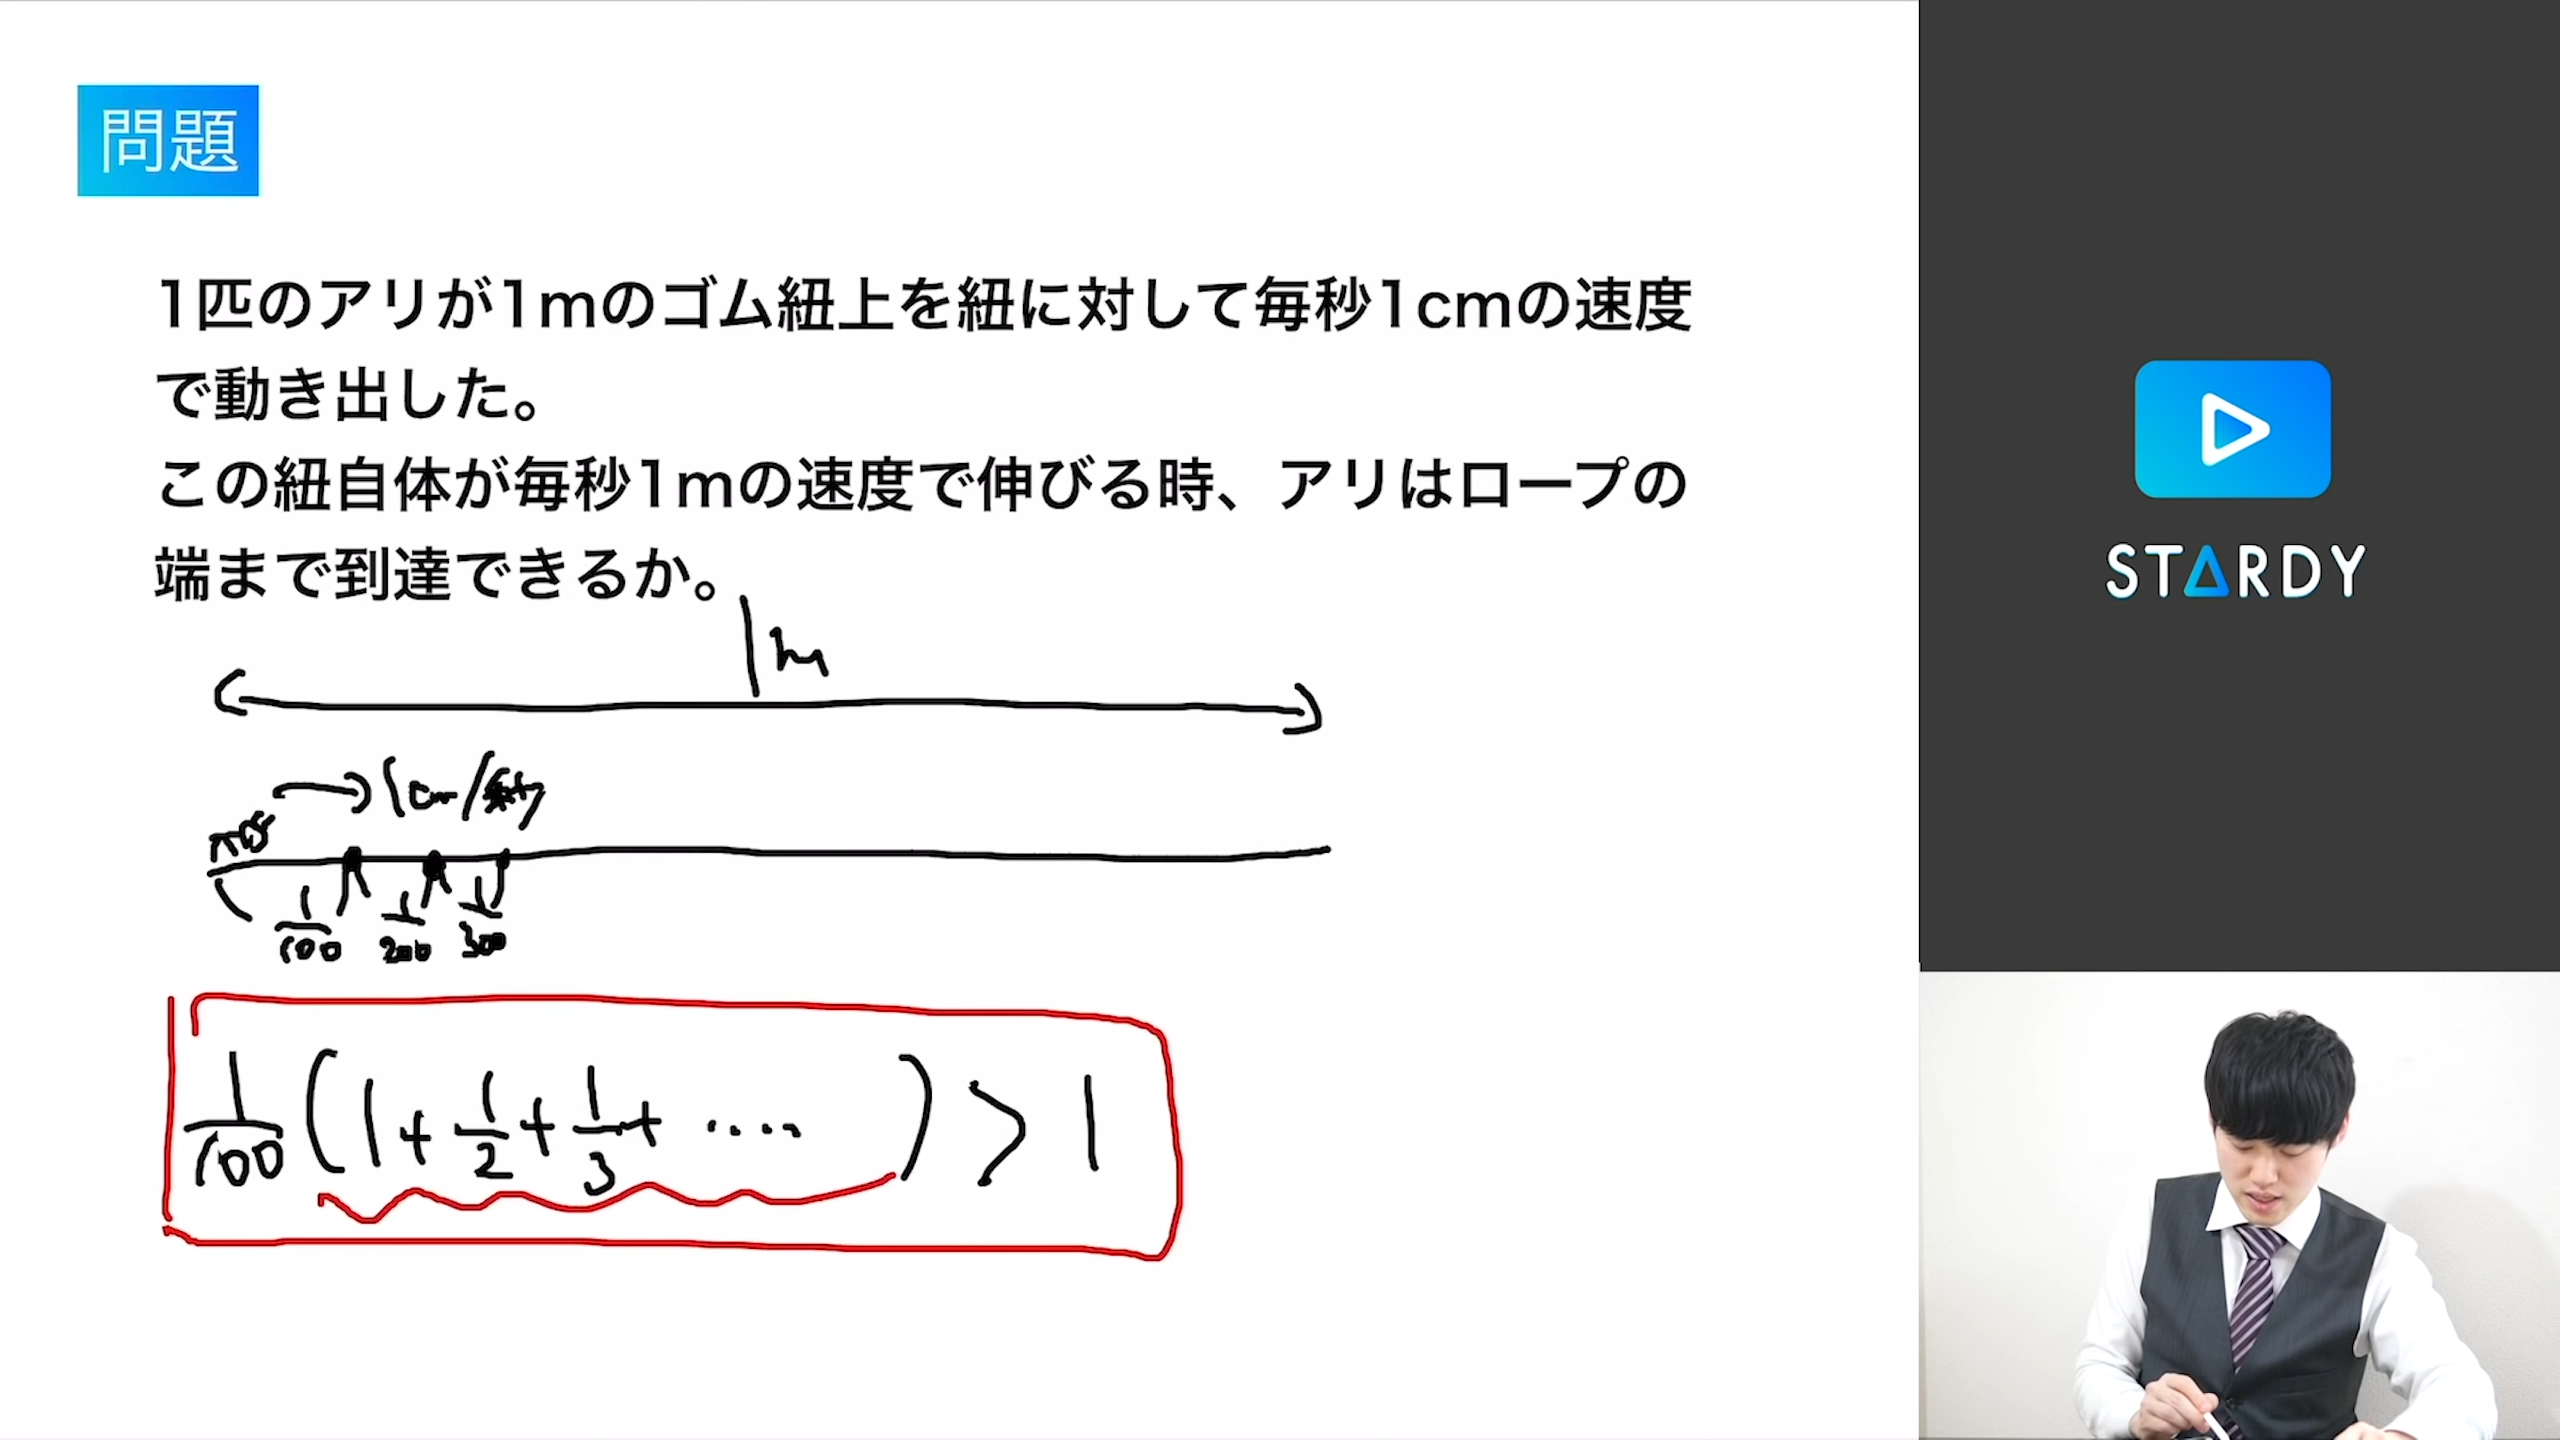 問題
1匹のアリが1mのゴム紐上を紐に対して毎秒1cmの速度
で動き出した。
この紐自体が毎秒1mの速度で伸びる時、アリはロープの
端まで到達できるか。
1m
1cm/秒
1/100 1/200 1/300
1/100(1+1/2+1/3+‥‥)>1
STARDY